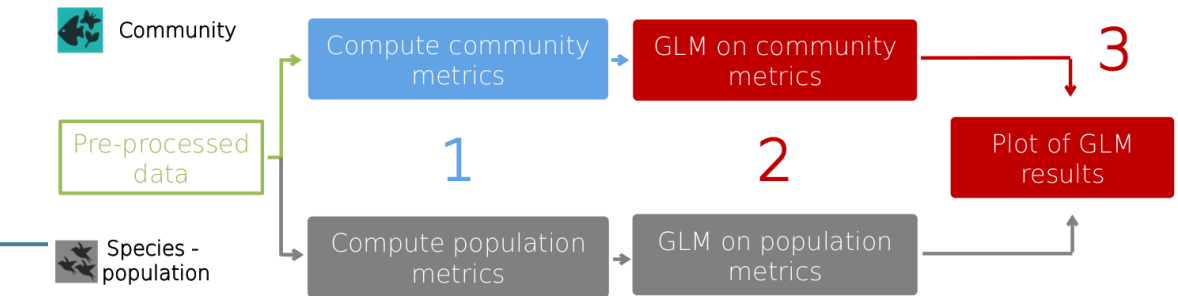 Community
Compute community
metrics
GLM on community
metrics
3
Pre-processed
data
1
2
Plot of GLM
results
Species -
population
Compute population
metrics
GLM on population
metrics